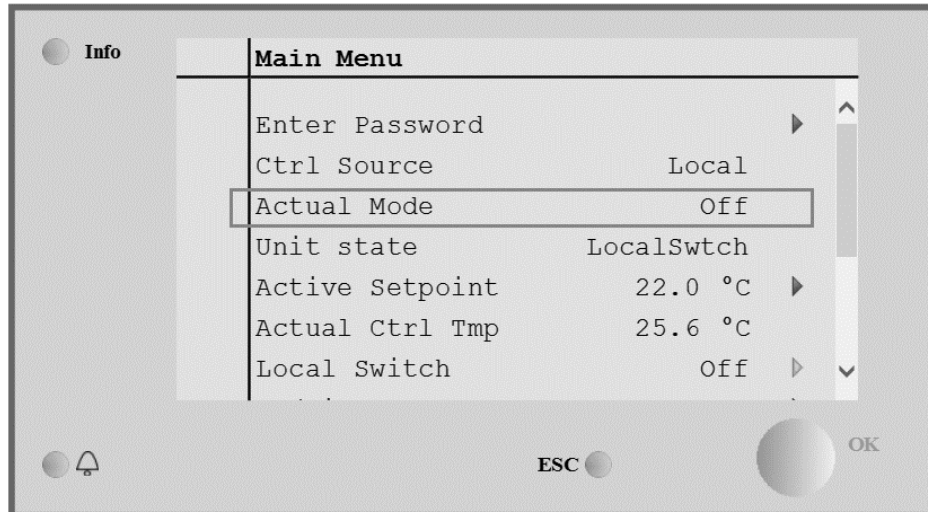 Info
Main Menu
Enter Password
Ctrl Source Local
Actual Mode Off
Unit state LocalSwtch
Active Setpoint 22.0 °C
Actual Ctrl Tmp 25.6 °C
Local Switch Off
ESC
OK